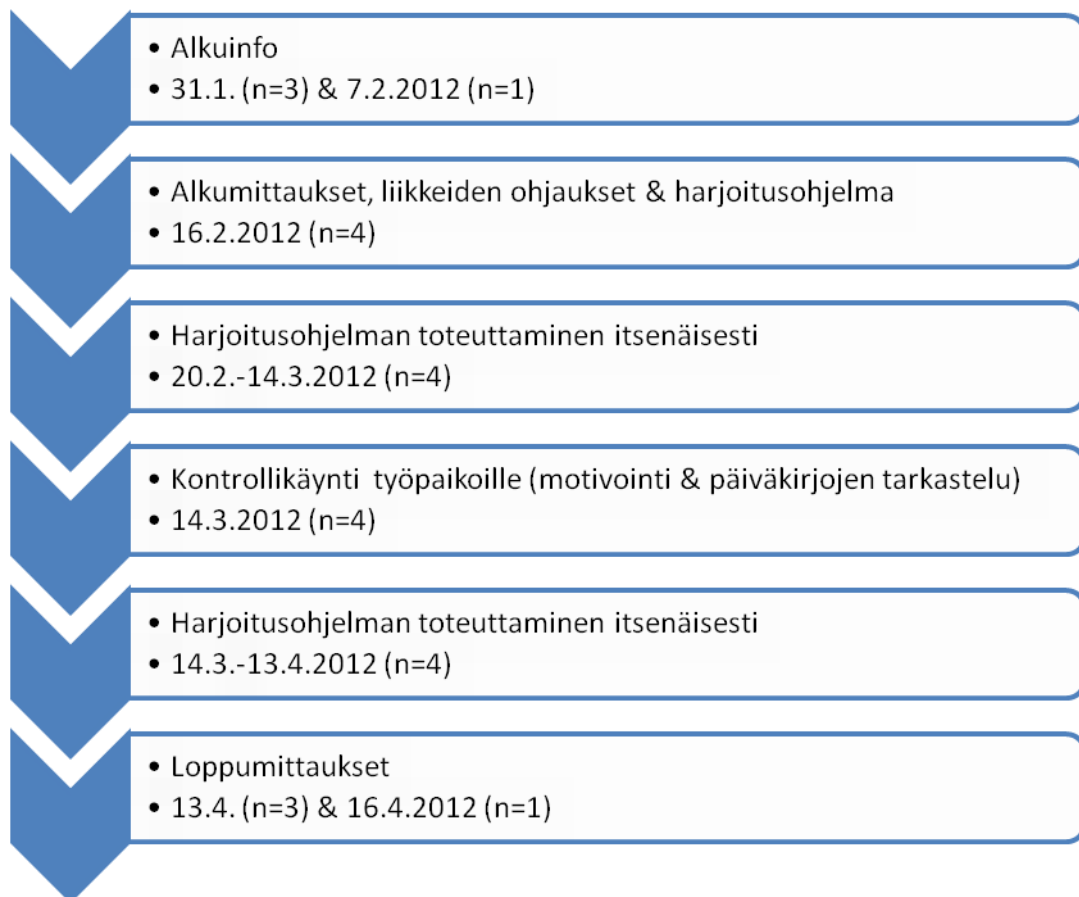 • Alkuinfo
• 31.1. (n=3) & 7.2.2012 (n=1)
• Alkumittaukset, liikkeiden ohjaukset & harjoitusohjelma
• 16.2.2012 (n=4)
• Harjoitusohjelman toteuttaminen itsenäisesti
• 20.2.-14.3.2012 (n=4)
• Kontrollikäynti työpaikoille (motivointi & päiväkirjojen tarkastelu)
• 14.3.2012 (n=4)
• Harjoitusohjelman toteuttaminen itsenäisesti
• 14.3.-13.4.2012 (n=4)
• Loppumittaukset
• 13.4. (n=3) & 16.4.2012 (n=1)